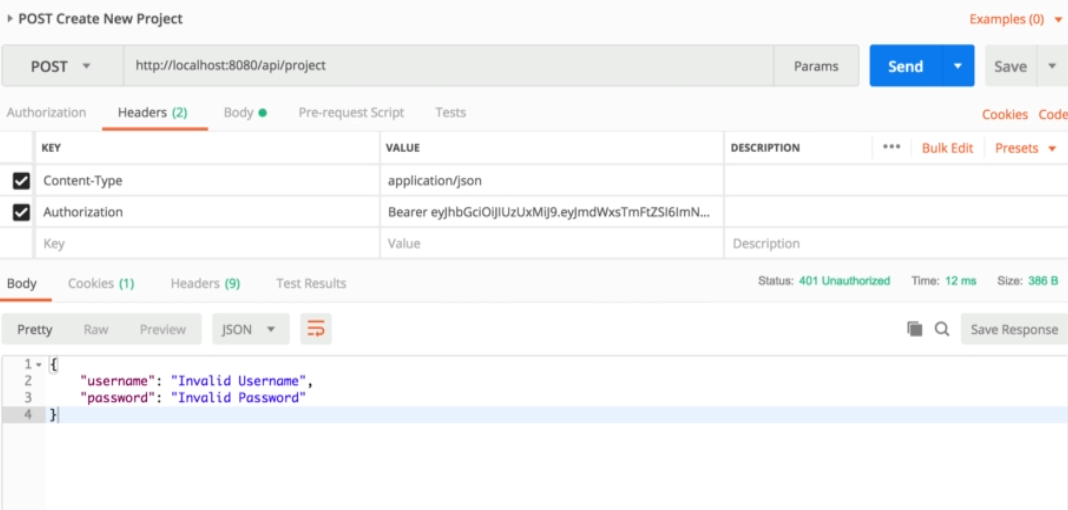 POST Create New Project
Examples (0)
POST http://localhost:8080/api/project Params Send Save
Authorization Headers (2) Body Pre-request Script Tests Cookies Code
KEY VALUE DESCRIPTION ••• Bulk Edit Presets
Content-Type application/json
Authorization Bearer eyJhbGciOiJIUzUxMiJ9.eyJmdWxsTmFtZSI6ImN...
Key Value Description
Body Cookies (1) Headers (9) Test Results Status: 401 Unauthorized Time: 12 ms Size: 386 B
Pretty Raw Preview JSON Save Response
1 {
2 "username": "Invalid Username",
3 "password": "Invalid Password"
4 }